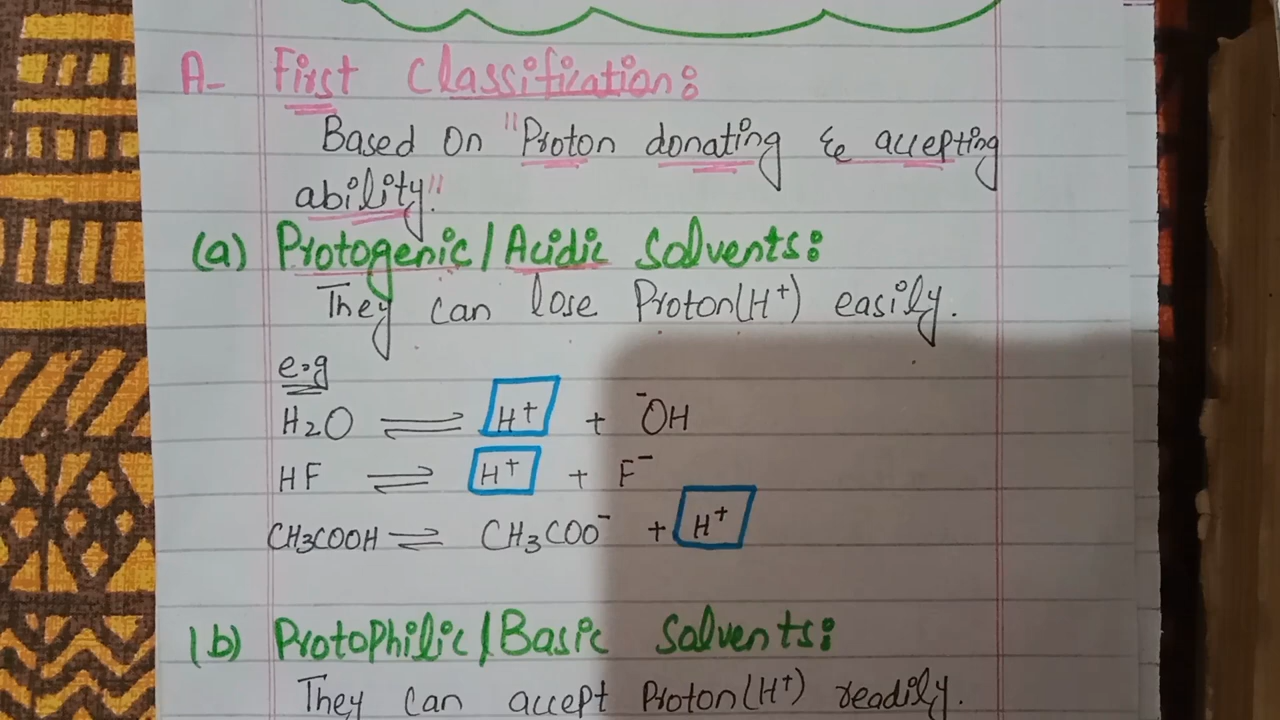 A- First Classification:
Based on "Proton donating & accepting
ability"
(a) Protogenic/Acidic Solvents:
They can lose Proton(H⁺) easily.
e.g
H₂O ⇌ H⁺ + ⁻OH
HF ⇌ H⁺ + F⁻
CH₃COOH ⇌ CH₃COO⁻ + H⁺
(b) Protophilic/Basic Solvents:
They can accept Proton(H⁺) readily.